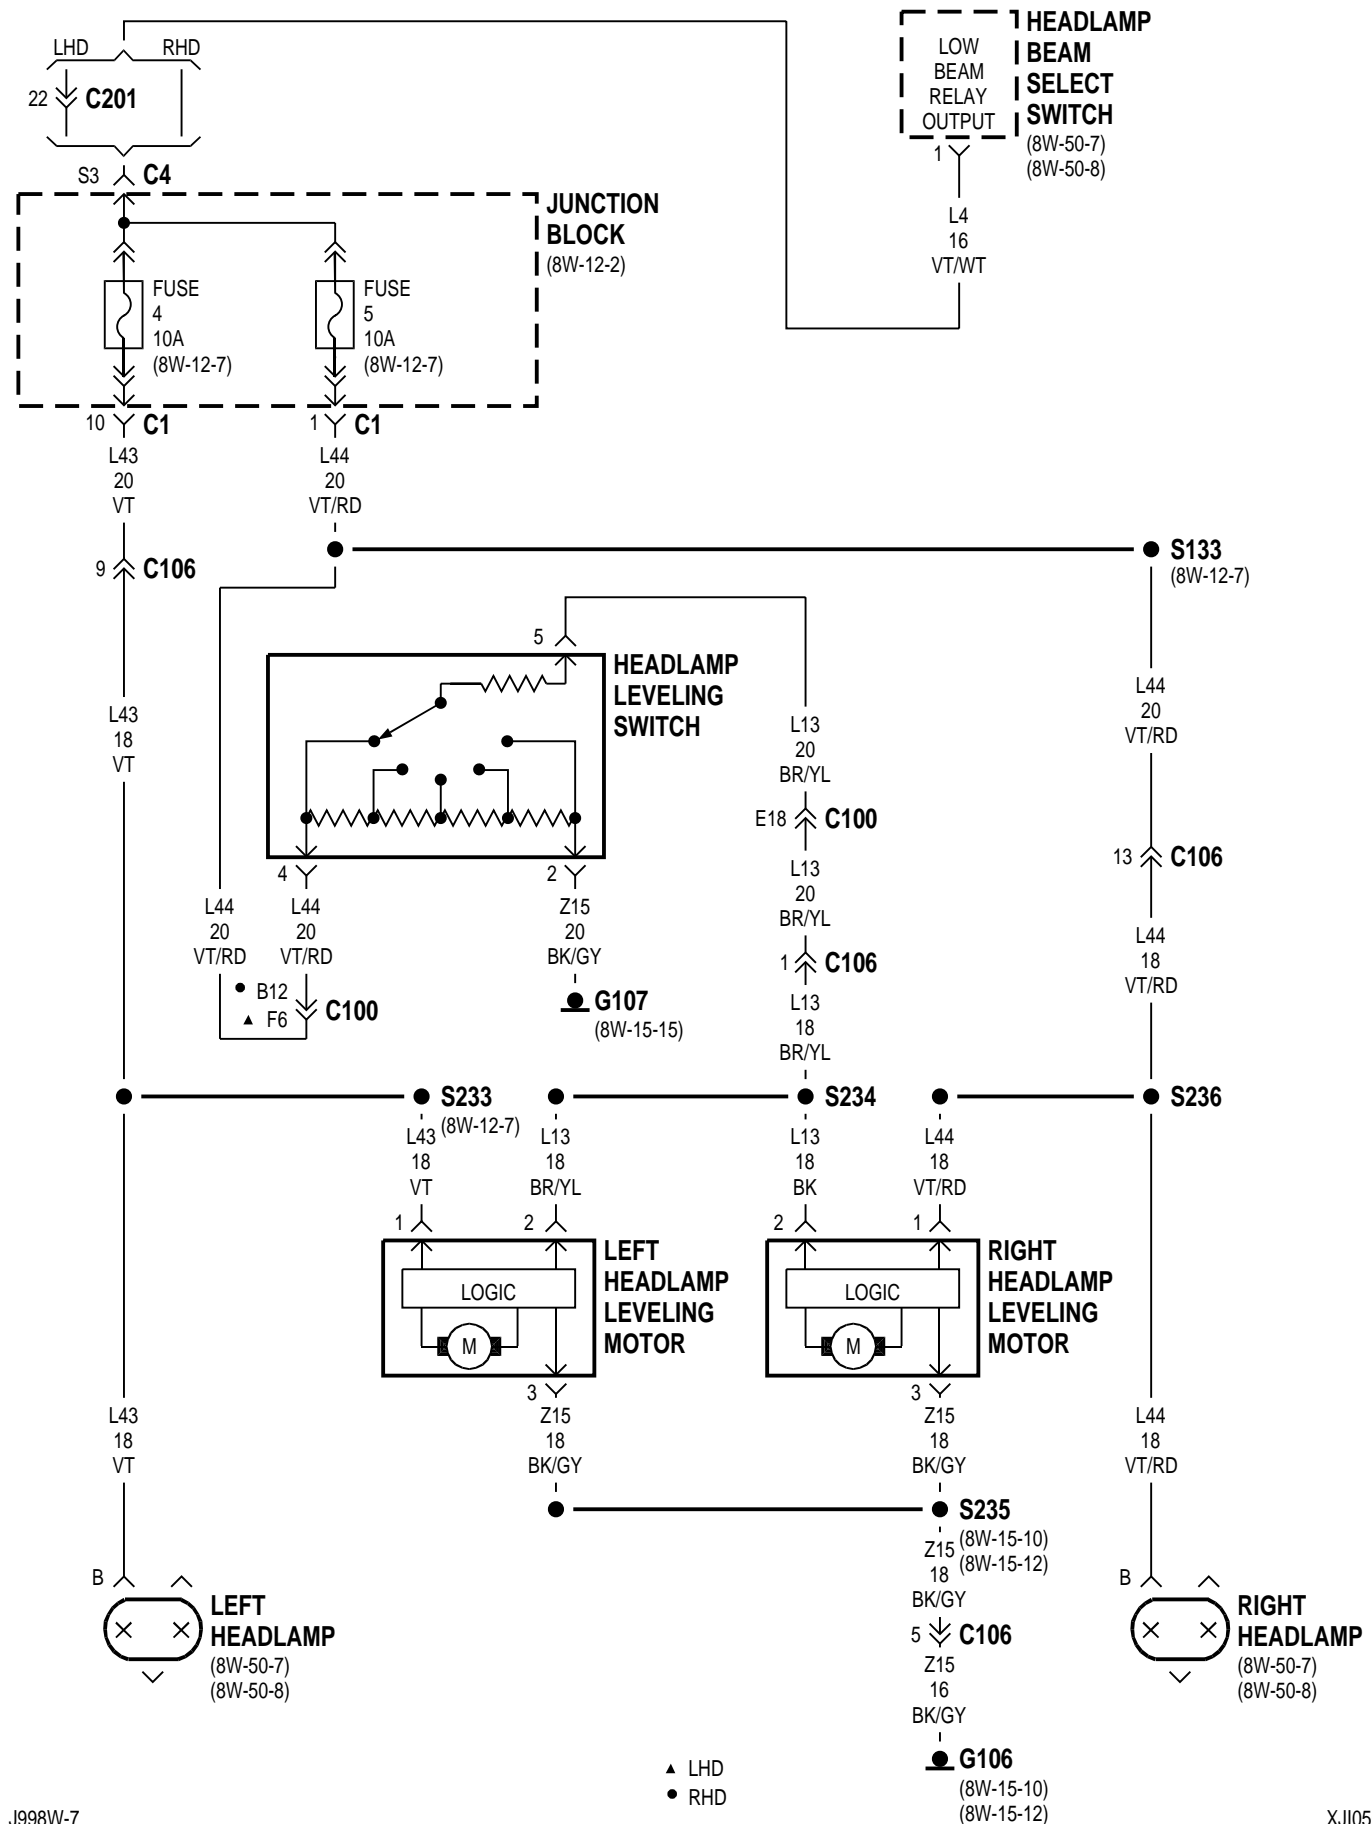 LHD
RHD
22
C201
S3
C4
LOW
BEAM
RELAY
OUTPUT
HEADLAMP
BEAM
SELECT
SWITCH
(8W-50-7)
(8W-50-8)
1
L4
16
VT/WT
JUNCTION
BLOCK
(8W-12-2)
FUSE
4
10A
(8W-12-7)
FUSE
5
10A
(8W-12-7)
10
C1
1
C1
L43
20
VT
L44
20
VT/RD
9
C106
S133
(8W-12-7)
5
HEADLAMP
LEVELING
SWITCH
L43
18
VT
L13
20
BR/YL
L44
20
VT/RD
E18
C100
13
C106
4
2
L13
20
BR/YL
L44
20
VT/RD
L44
20
VT/RD
Z15
20
BK/GY
L44
18
VT/RD
1
C106
B12
F6
C100
G107
(8W-15-15)
L13
18
BR/YL
S233
(8W-12-7)
S234
S236
L43
18
VT
L13
18
BR/YL
L13
18
BK
L44
18
VT/RD
1
2
2
1
LOGIC
M
LEFT
HEADLAMP
LEVELING
MOTOR
LOGIC
M
RIGHT
HEADLAMP
LEVELING
MOTOR
3
3
L43
18
VT
Z15
18
BK/GY
Z15
18
BK/GY
L44
18
VT/RD
S235
(8W-15-10)
(8W-15-12)
Z15
18
BK/GY
B
LEFT
HEADLAMP
(8W-50-7)
(8W-50-8)
5
C106
Z15
16
BK/GY
B
RIGHT
HEADLAMP
(8W-50-7)
(8W-50-8)
G106
(8W-15-10)
(8W-15-12)
LHD
RHD
J998W-7
XJI05